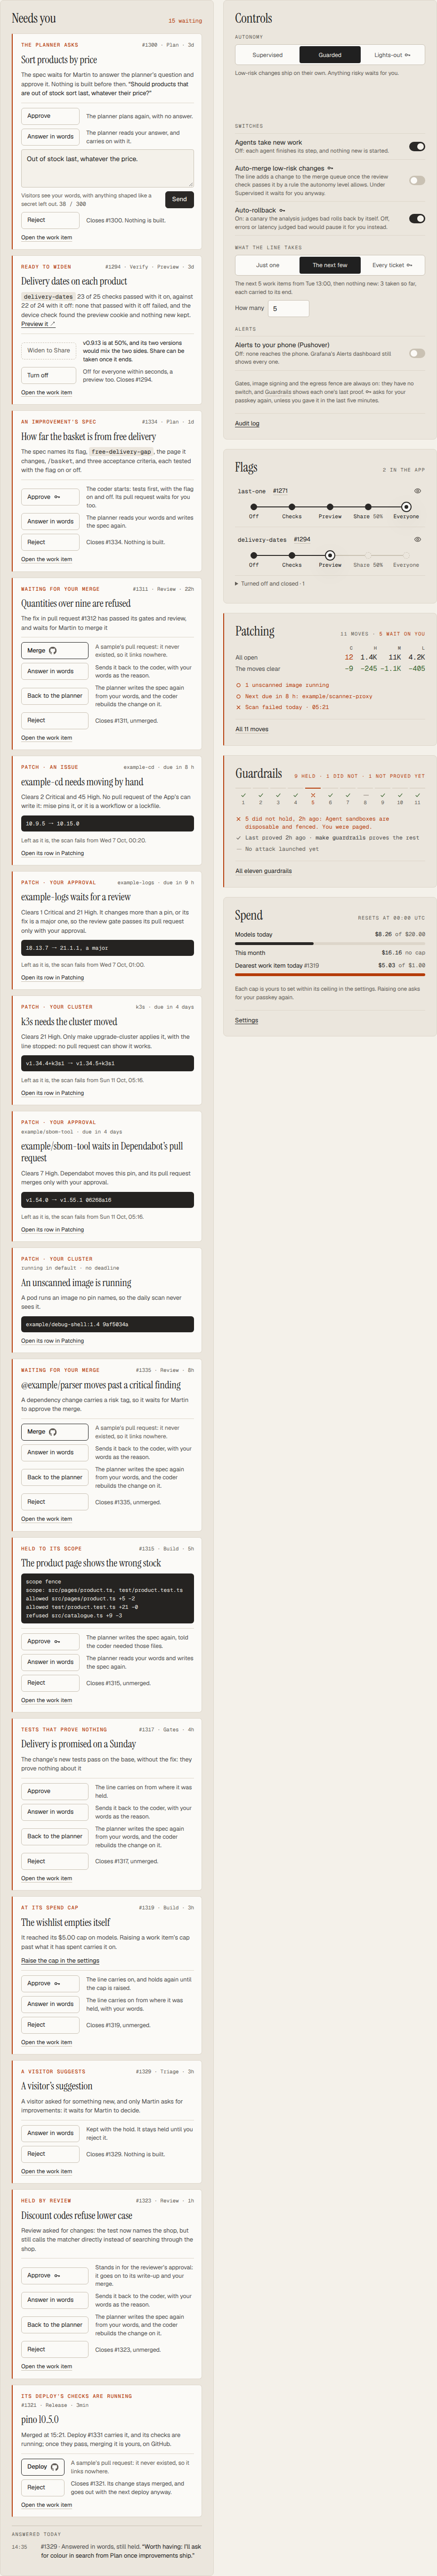 Needs you
15 waiting
THE PLANNER ASKS
#1300 · Plan · 3d
Sort products by price
The spec waits for Martin to answer the planner's question and
approve it. Nothing is built before then. "Should products that
are out of stock sort last, whatever their price?"
Approve
The planner plans again, with no answer.
Answer in words
The planner reads your answer, and
carries on with it.
Out of stock last, whatever the price.
Visitors see your words, with anything shaped like a
secret left out. 38 / 300
Send
Reject
Closes #1300. Nothing is built.
Open the work item
READY TO WIDEN
#1294 · Verify · Preview · 3d
Delivery dates on each product
delivery-dates 23 of 25 checks passed with it on, against
22 of 24 with it off: none that passed with it off failed, and the
device check found the preview cookie and nothing new kept.
Preview it ↗
Widen to Share
v0.913 is at 50%, and its two versions
would mix the two sides. Share can be
taken once it ends.
Turn off
Off for everyone within seconds, a
preview too. Closes #1294.
Open the work item
AN IMPROVEMENT'S SPEC
#1334 · Plan · 1d
How far the basket is from free delivery
The spec names its flag, free-delivery-gap, the page it
changes, /basket, and three acceptance criteria, each tested
with the flag on and off.
Approve
The coder starts: tests first, with the flag
on and off. Its pull request waits for you
too.
Answer in words
The planner reads your words and writes
the spec again.
Reject
Closes #1334. Nothing is built.
Open the work item
WAITING FOR YOUR MERGE
#1311 · Review · 22h
Quantities over nine are refused
The fix in pull request #1312 has passed its gates and review,
and waits for Martin to merge it
Merge
A sample's pull request: it never
existed, so it links nowhere.
Answer in words
Sends it back to the coder, with your
words as the reason.
Back to the planner
The planner writes the spec again
from your words, and the coder
rebuilds the change on it.
Reject
Closes #1311, unmerged.
Open the work item
PATCH · AN ISSUE
example-cd · due in 8 h
example-cd needs moving by hand
Clears 2 Critical and 45 High. No pull request of the App's can
carry it: mise pins it, or it is a workflow or a lockfile.
10.9.5 → 10.15.0
Left as it is, the scan fails from Wed 7 Oct, 00:20.
Open its row in Patching
PATCH · YOUR APPROVAL
example-logs · due in 9 h
example-logs waits for a review
Clears 1 Critical and 21 High. It changes more than a pin, or its
fix is a major one, so the review gate passes its pull request
only with your approval.
18.13.7 → 21.1.1, a major
Left as it is, the scan fails from Wed 7 Oct, 01:00.
Open its row in Patching
PATCH · YOUR CLUSTER
k3s · due in 4 days
k3s needs the cluster moved
Clears 21 High. Only make upgrade-cluster applies it, with the
line stopped: no pull request can show it works.
v1.34.4+k3s1 → v1.34.5+k3s1
Left as it is, the scan fails from Sun 11 Oct, 05:16.
Open its row in Patching
PATCH · YOUR APPROVAL
example/sbom-tool · due in 4 days
example/sbom-tool waits in Dependabot's pull
request
Clears 7 High. Dependabot moves this pin, and its pull request
merges only with your approval.
v1.54.0 → v1.55.1 06268a16
Left as it is, the scan fails from Sun 11 Oct, 05:16.
Open its row in Patching
PATCH · YOUR CLUSTER
running in default · no deadline
An unscanned image is running
A pod runs an image no pin names, so the daily scan never
sees it.
example/debug-shell:1.4 9af5034a
Open its row in Patching
WAITING FOR YOUR MERGE
#1335 · Review · 8h
@example/parser moves past a critical finding
A dependency change carries a risk tag, so it waits for Martin
to approve the merge.
Merge
A sample's pull request: it never
existed, so it links nowhere.
Answer in words
Sends it back to the coder, with your
words as the reason.
Back to the planner
The planner writes the spec again
from your words, and the coder
rebuilds the change on it.
Reject
Closes #1335, unmerged.
Open the work item
HELD TO ITS SCOPE
#1315 · Build · 5h
The product page shows the wrong stock
scope fence
scope: src/pages/product.ts, test/product.test.ts
allowed src/pages/product.ts +5 -2
allowed test/product.test.ts +21 -0
refused src/catalogue.ts +9 -3
Approve
The planner writes the spec again, told
the coder needed those files.
Answer in words
The planner reads your words and writes
the spec again.
Reject
Closes #1315, unmerged.
Open the work item
TESTS THAT PROVE NOTHING
#1317 · Gates · 4h
Delivery is promised on a Sunday
The change's new tests pass on the base, without the fix: they
prove nothing about it
Approve
The line carries on from where it was
held.
Answer in words
Sends it back to the coder, with your
words as the reason.
Back to the planner
The planner writes the spec again
from your words, and the coder
rebuilds the change on it.
Reject
Closes #1317, unmerged.
Open the work item
AT ITS SPEND CAP
#1319 · Build · 3h
The wishlist empties itself
It reached its $5.00 cap on models. Raising a work item's cap
past what it has spent carries it on.
Raise the cap in the settings
Approve
The line carries on, and holds again until
the cap is raised.
Answer in words
The line carries on from where it was
held, with your words.
Reject
Closes #1319, unmerged.
Open the work item
A VISITOR SUGGESTS
#1329 · Triage · 3h
A visitor's suggestion
A visitor asked for something new, and only Martin asks for
improvements: it waits for Martin to decide.
Answer in words
Kept with the hold. It stays held until you
reject it.
Reject
Closes #1329. Nothing is built.
Open the work item
HELD BY REVIEW
#1323 · Review · 1h
Discount codes refuse lower case
Review asked for changes: the test now names the shop, but
still calls the matcher directly instead of searching through the
shop.
Approve
Stands in for the reviewer's approval:
it goes on to its write-up and your
merge.
Answer in words
Sends it back to the coder, with your
words as the reason.
Back to the planner
The planner writes the spec again
from your words, and the coder
rebuilds the change on it.
Reject
Closes #1323, unmerged.
Open the work item
ITS DEPLOY'S CHECKS ARE RUNNING
#1321 · Release · 3min
pino 10.5.0
Merged at 15:21. Deploy #1331 carries it, and its checks are
running; once they pass, merging it is yours, on GitHub.
Deploy
A sample's pull request: it never existed, so it
links nowhere.
Reject
Closes #1321. Its change stays merged, and
goes out with the next deploy anyway.
Open the work item
ANSWERED TODAY
14:35
#1329 · Answered in words, still held. "Worth having: I'll ask
for colour in search from Plan once improvements ship."
Controls
AUTONOMY
Supervised
Guarded
Lights-out
Low-risk changes ship on their own. Anything risky waits for you.
SWITCHES
Agents take new work
Off: each agent finishes its step, and nothing new is started.
Auto-merge low-risk changes
The line adds a change to the merge queue once the review
check passes it by a rule the autonomy level allows. Under
Supervised it waits for you anyway.
Auto-rollback
On: a canary the analysis judges bad rolls back by itself. Off,
errors or latency judged bad would pause it for you instead.
WHAT THE LINE TAKES
Just one
The next few
Every ticket
The next 5 work items from Tue 13:00, then nothing new: 3 taken so far,
each carried to its end.
How many
5
ALERTS
Alerts to your phone (Pushover)
Off: none reaches the phone. Grafana's Alerts dashboard still
shows every one.
Gates, image signing and the egress fence are always on: they have no
switch, and Guardrails shows each one's last proof. asks for your
passkey again, unless you gave it in the last five minutes.
Audit log
Flags
2 IN THE APP
last-one #1271
Off
Checks
Preview
Share 50%
Everyone
delivery-dates #1294
Off
Checks
Preview
Share 50%
Everyone
▸ Turned off and closed · 1
Patching
11 MOVES · 5 WAIT ON YOU
C H M L
All open 12 1.4K 11K 4.2K
The moves clear -9 -245 -1.1K -405
1 unsigned image running
Next due in 8 h: example/scanner-proxy
Scan failed today · 05:21
All 11 moves
Guardrails
9 HELD · 1 DID NOT · 1 NOT PROVED YET
1 2 3 4 5 6 7 8 9 10 11
5 did not hold, 2h ago: Agent sandboxes are
disposable and fenced. You were paged.
Last proved 2h ago · make guardrails proves the rest
No attack launched yet
All eleven guardrails
Spend
RESETS AT 00:00 UTC
Models today
$8.26 of $20.00
This month
$16.16 no cap
Dearest work item today #1319
$5.03 of $1.00
Each cap is yours to set within its ceiling in the settings. Raising one asks
for your passkey again.
Settings